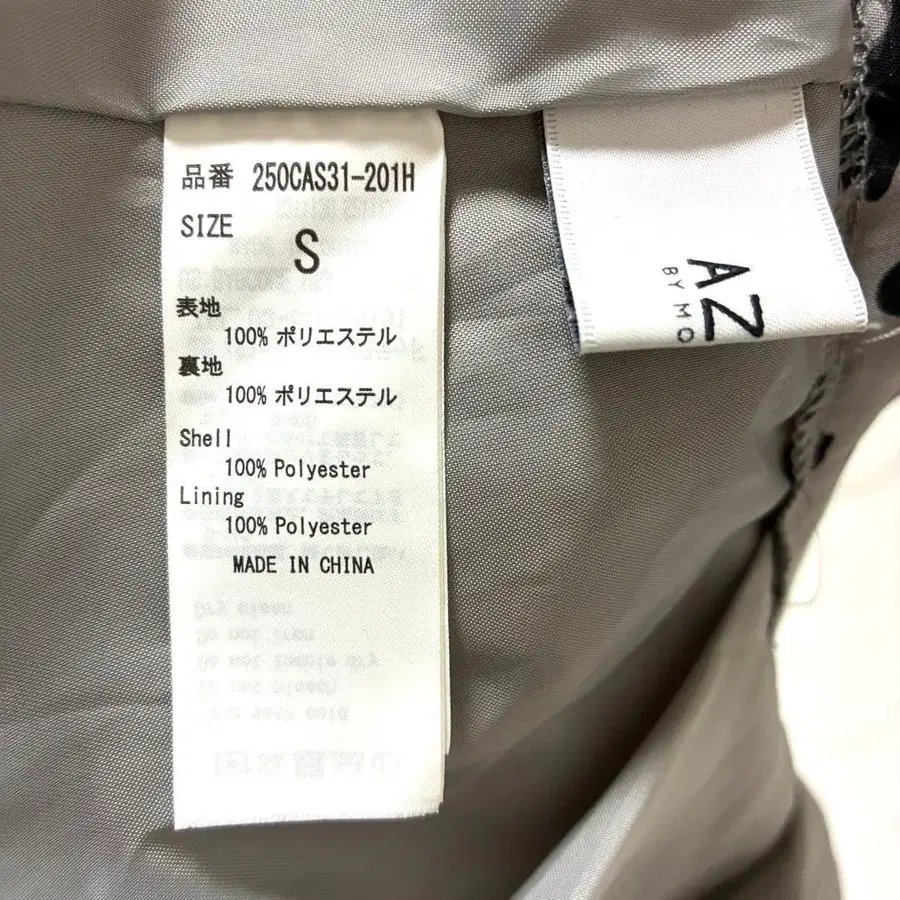 品番 250CAS31-201H
SIZE
S
表地
100% ポリエステル
裏地
100% ポリエステル
Shell
100% Polyester
Lining
100% Polyester
MADE IN CHINA
AZ
BY MO